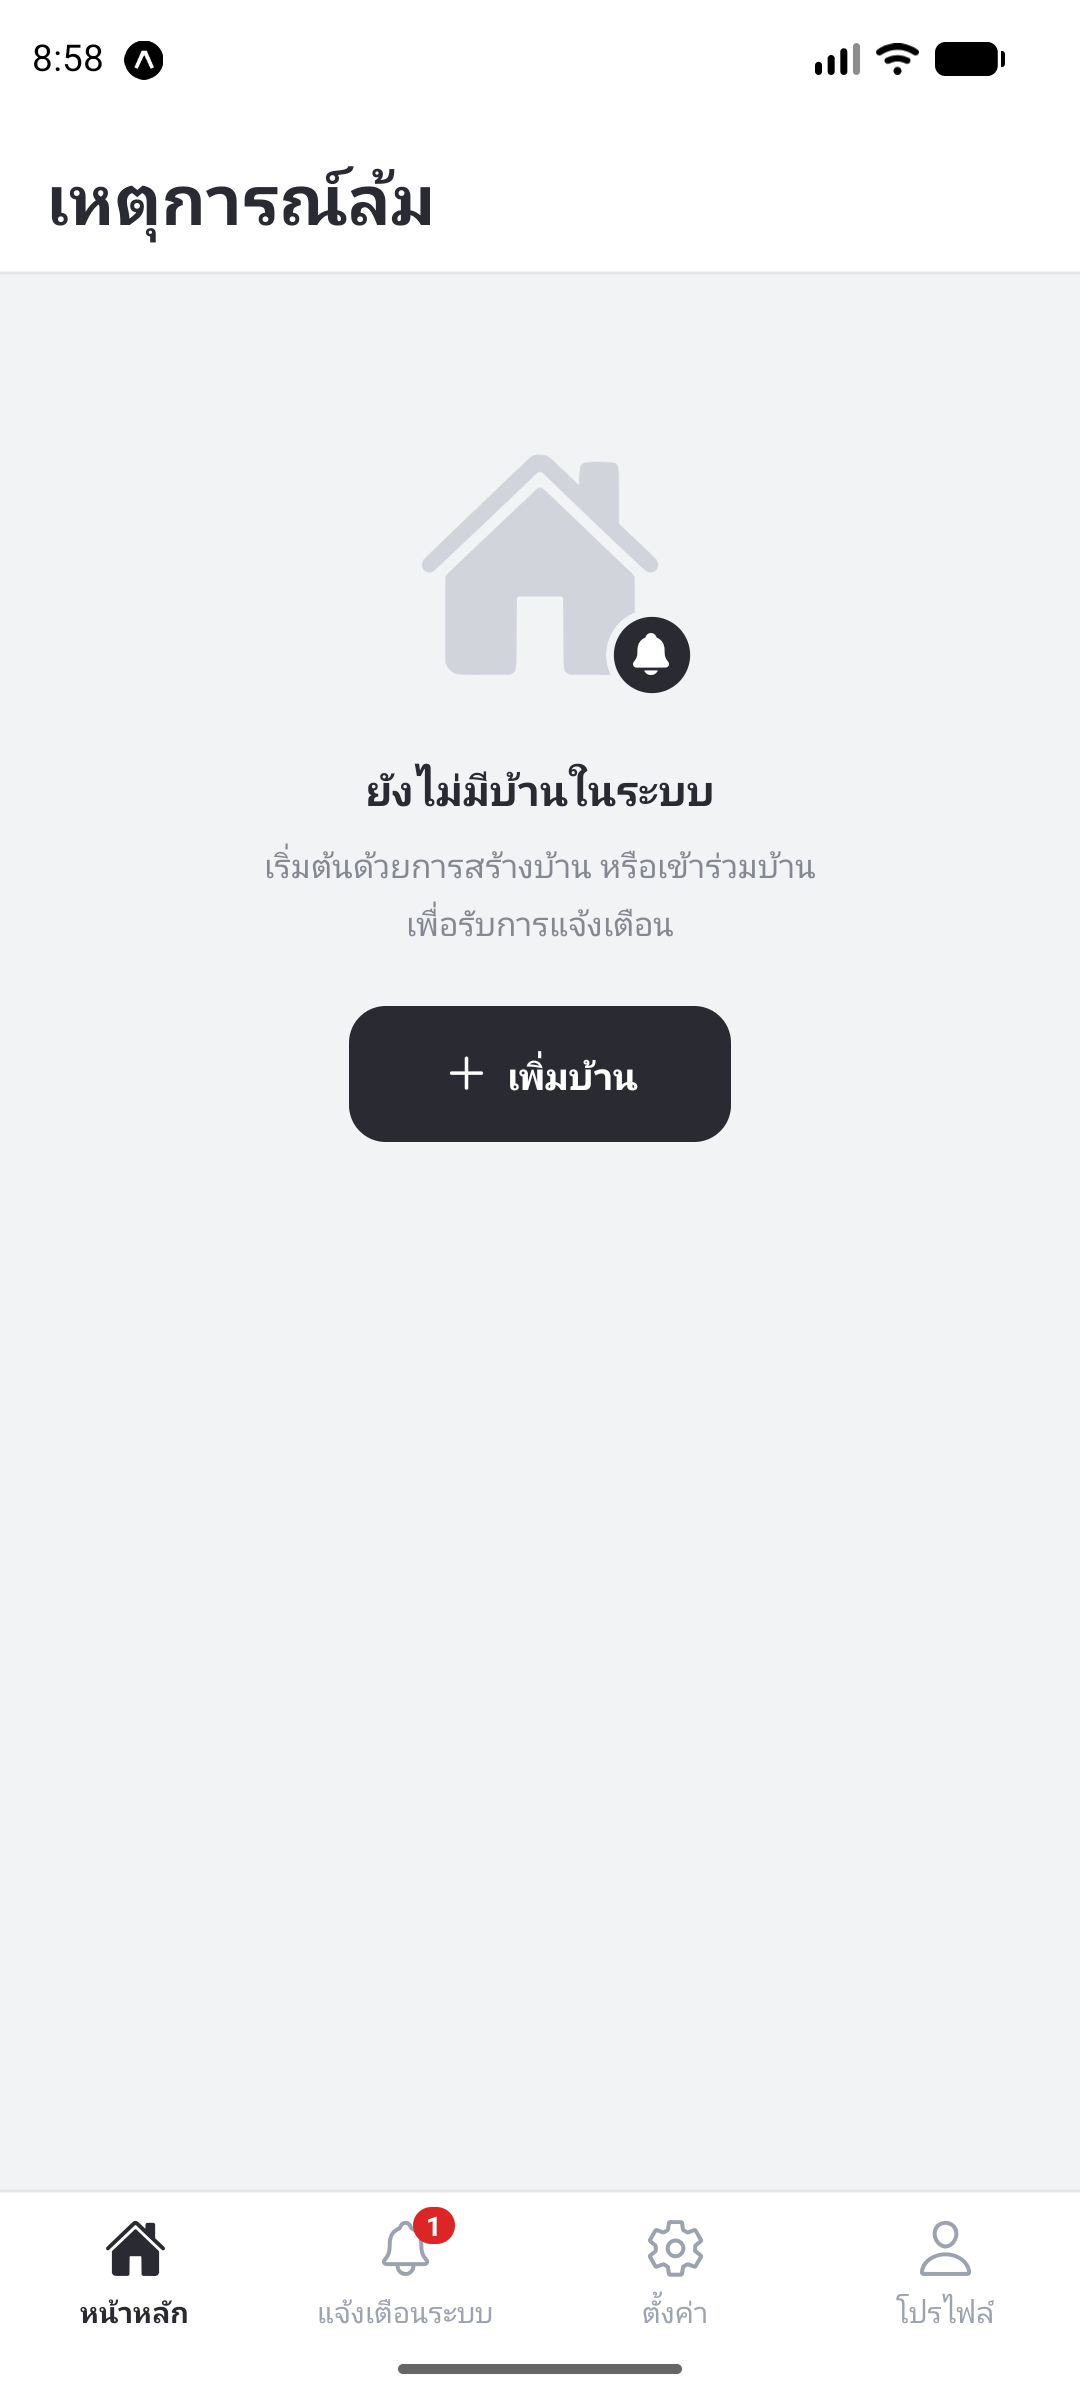 8:58
เหตุการณ์ล้ม
ยังไม่มีบ้านในระบบ
เริ่มต้นด้วยการสร้างบ้าน หรือเข้าร่วมบ้าน
เพื่อรับการแจ้งเตือน
เพิ่มบ้าน
1
หน้าหลัก
แจ้งเตือนระบบ
ตั้งค่า
โปรไฟล์